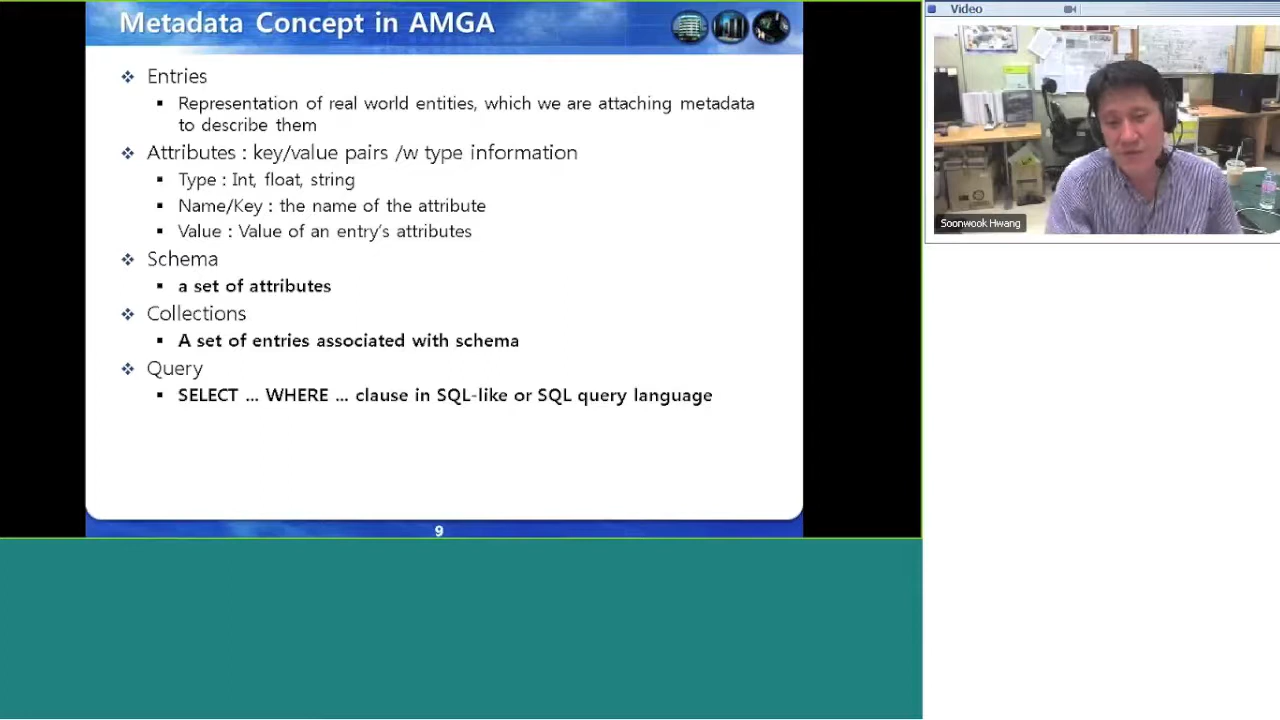 Metadata Concept in AMGA
Entries
Representation of real world entities, which we are attaching metadata
to describe them
Attributes : key/value pairs /w type information
Type : Int, float, string
Name/Key : the name of the attribute
Value : Value of an entry's attributes
Schema
a set of attributes
Collections
A set of entries associated with schema
Query
SELECT ... WHERE ... clause in SQL-like or SQL query language
9
Video
Soonwook Hwang